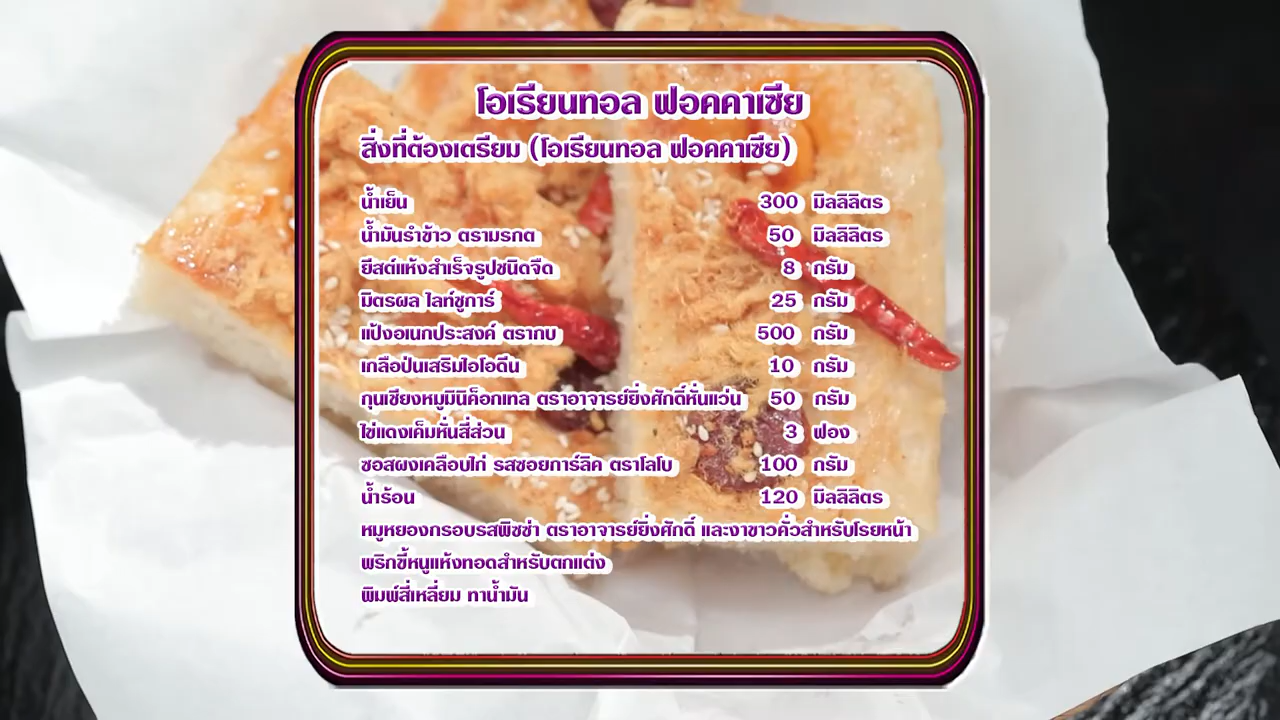 โอเรียนทอล ฟอคคาเซีย
สิ่งที่ต้องเตรียม (โอเรียนทอล ฟอคคาเซีย)
น้ำเย็น 300 มิลลิลิตร
น้ำมันรำข้าว ตรามรกต 50 มิลลิลิตร
ยีสต์แห้งสำเร็จรูปชนิดจืด 8 กรัม
มิตรผล ไลท์ชูการ์ 25 กรัม
แป้งอเนกประสงค์ ตรากบ 500 กรัม
เกลือป่นเสริมไอโอดีน 10 กรัม
กุนเชียงหมูมินิค็อกเทล ตราอาจารย์ยิ่งศักดิ์หั่นแว่น 50 กรัม
ไข่แดงเค็มหั่นสี่ส่วน 3 ฟอง
ซอสผงเคลือบไก่ รสซอยการ์ลิค ตราโลโบ 100 กรัม
น้ำร้อน 120 มิลลิลิตร
หมูหยองกรอบรสพิซซ่า ตราอาจารย์ยิ่งศักดิ์ และงาขาวคั่วสำหรับโรยหน้า
พริกขี้หนูแห้งทอดสำหรับตกแต่ง
พิมพ์สี่เหลี่ยม ทาน้ำมัน